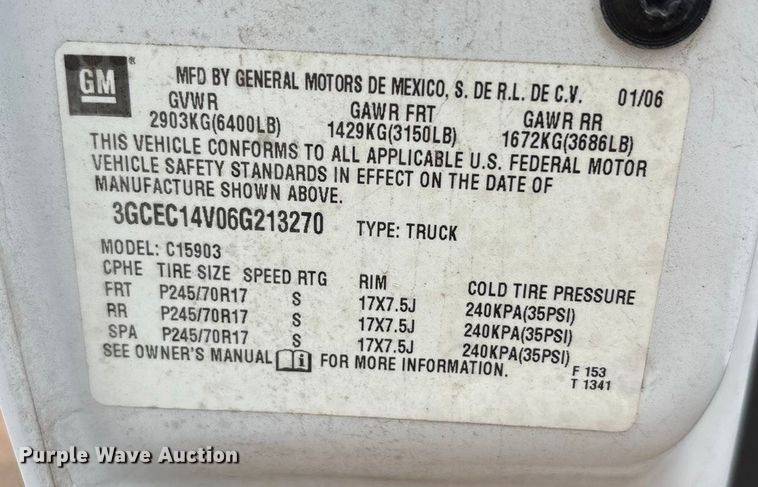 GM ®
MFD BY GENERAL MOTORS DE MEXICO, S. DE R.L. DE C.V. 01/06
GVWR GAWR FRT GAWR RR
2903KG(6400LB) 1429KG(3150LB) 1672KG(3686LB)
THIS VEHICLE CONFORMS TO ALL APPLICABLE U.S. FEDERAL MOTOR
VEHICLE SAFETY STANDARDS IN EFFECT ON THE DATE OF
MANUFACTURE SHOWN ABOVE.
3GCEC14V06G213270 TYPE: TRUCK
MODEL: C15903
CPHE TIRE SIZE SPEED RTG RIM COLD TIRE PRESSURE
FRT P245/70R17 S 17X7.5J 240KPA(35PSI)
RR P245/70R17 S 17X7.5J 240KPA(35PSI)
SPA P245/70R17 S 17X7.5J 240KPA(35PSI)
SEE OWNER'S MANUAL i FOR MORE INFORMATION.
F 153
T 1341
Purple Wave Auction